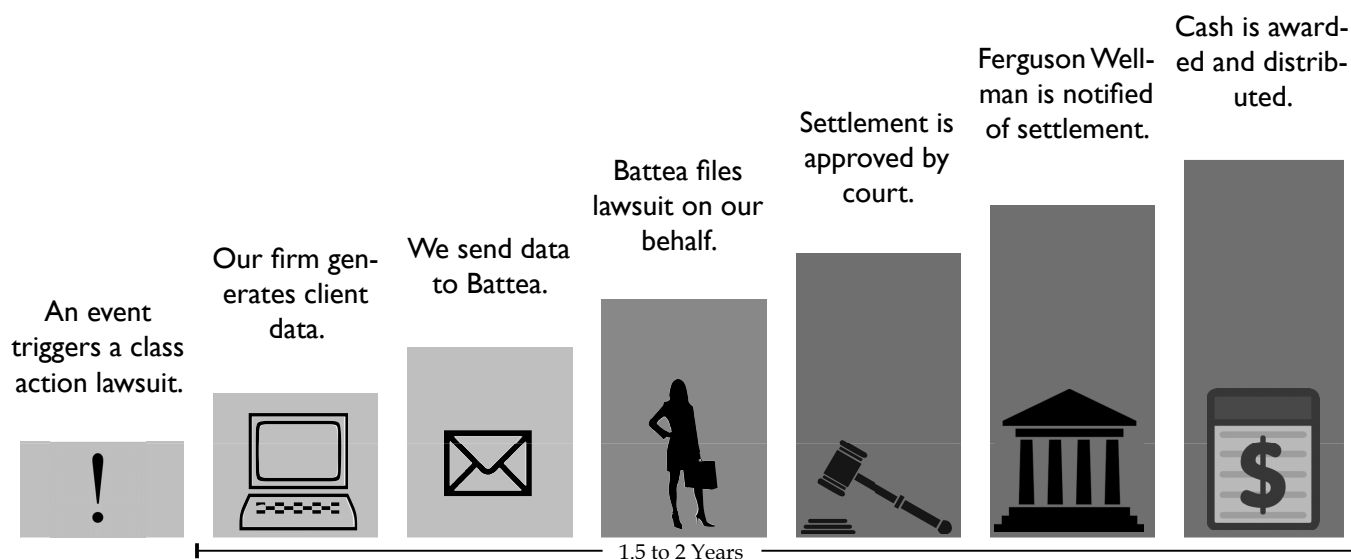 An event
triggers a class
action lawsuit.
Our firm gen-
erates client
data.
We send data
to Battea.
Battea files
lawsuit on our
behalf.
Settlement is
approved by
court.
Ferguson Well-
man is notified
of settlement.
Cash is award-
ed and distrib-
uted.
!
$
1.5 to 2 Years